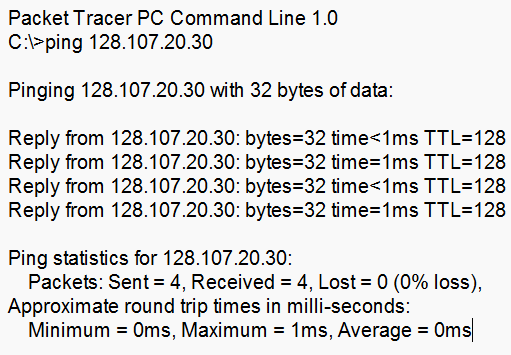 Packet Tracer PC Command Line 1.0
C:\>ping 128.107.20.30
Pinging 128.107.20.30 with 32 bytes of data:
Reply from 128.107.20.30: bytes=32 time<1ms TTL=128
Reply from 128.107.20.30: bytes=32 time=1ms TTL=128
Reply from 128.107.20.30: bytes=32 time<1ms TTL=128
Reply from 128.107.20.30: bytes=32 time=1ms TTL=128
Ping statistics for 128.107.20.30:
Packets: Sent = 4, Received = 4, Lost = 0 (0% loss),
Approximate round trip times in milli-seconds:
Minimum = 0ms, Maximum = 1ms, Average = 0ms